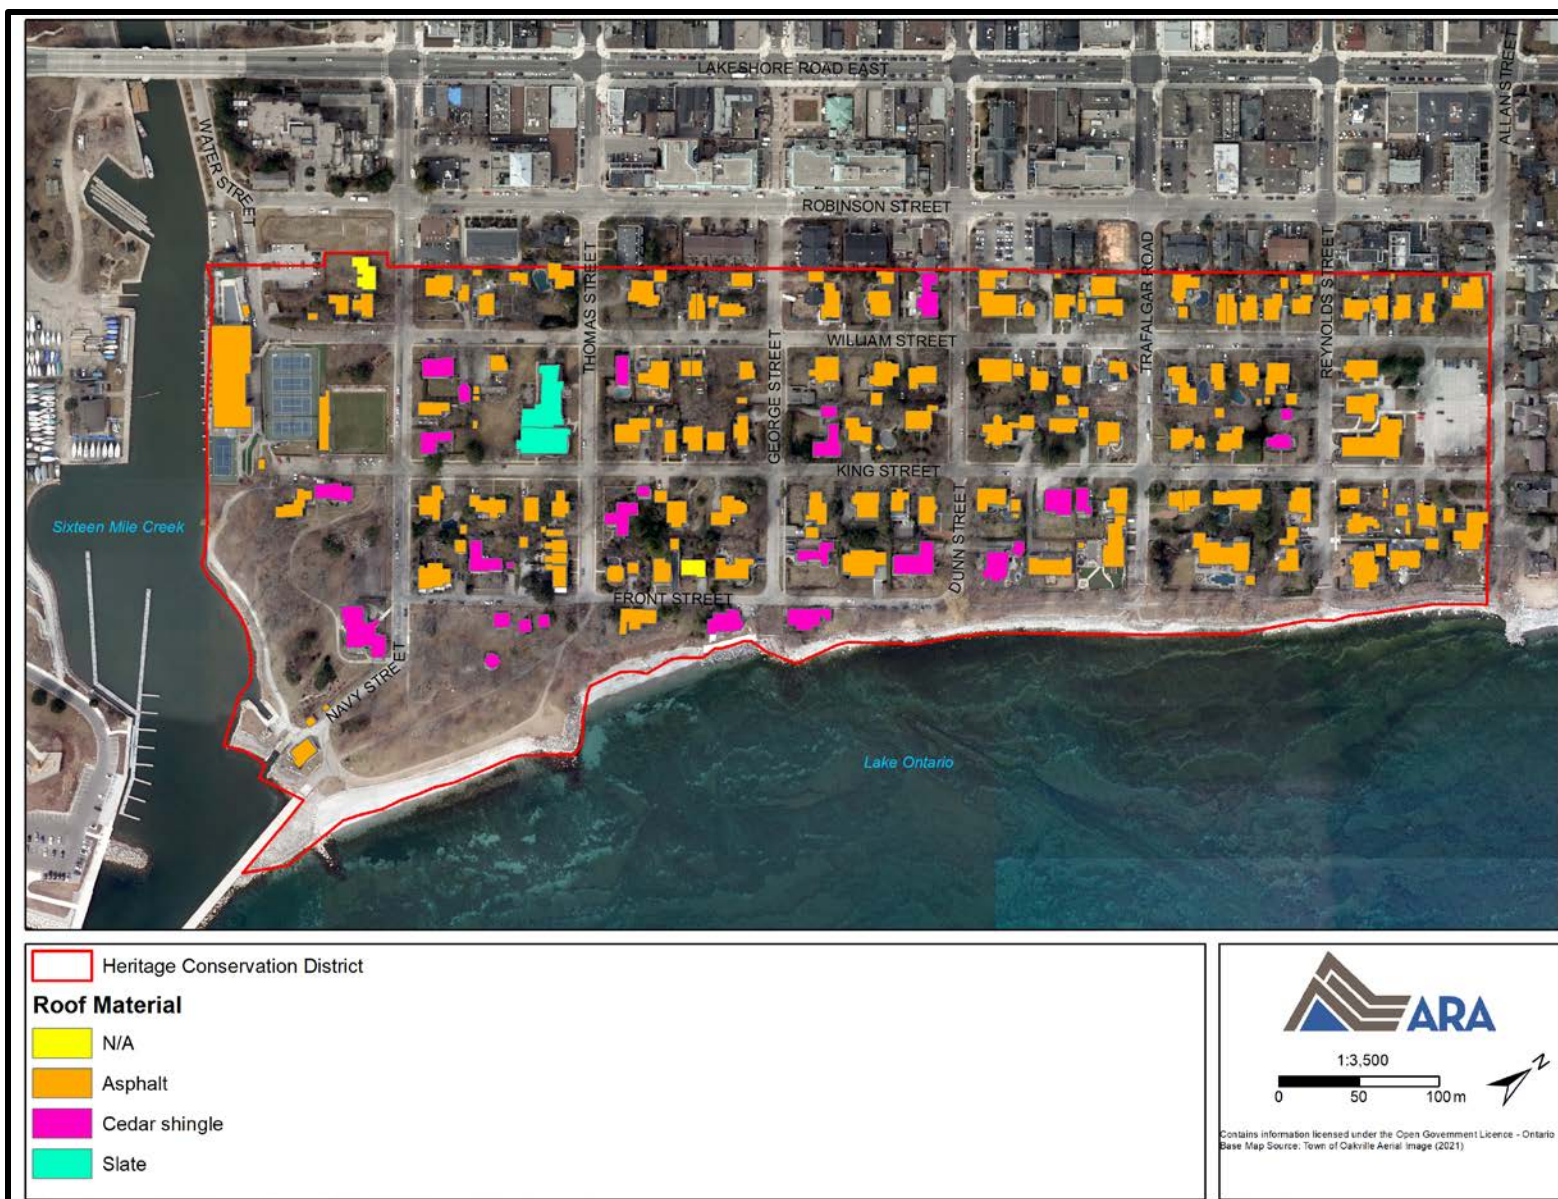 LAKESHORE ROAD EAST
ALLAN STREET
WATER STREET
ROBINSON STREET
THOMAS STREET
TRAFALGAR ROAD
REYNOLDS STREET
WILLIAM STREET
GEORGE STREET
KING STREET
Sixteen Mile Creek
DUNN STREET
FRONT STREET
NAVY STREET
Lake Ontario
Heritage Conservation District
Roof Material
N/A
Asphalt
Cedar shingle
Slate
ARA
1:3,500
N
0 50 100 m
Contains information licensed under the Open Government Licence - Ontario
Base Map Source: Town of Oakville Aerial Image (2021)